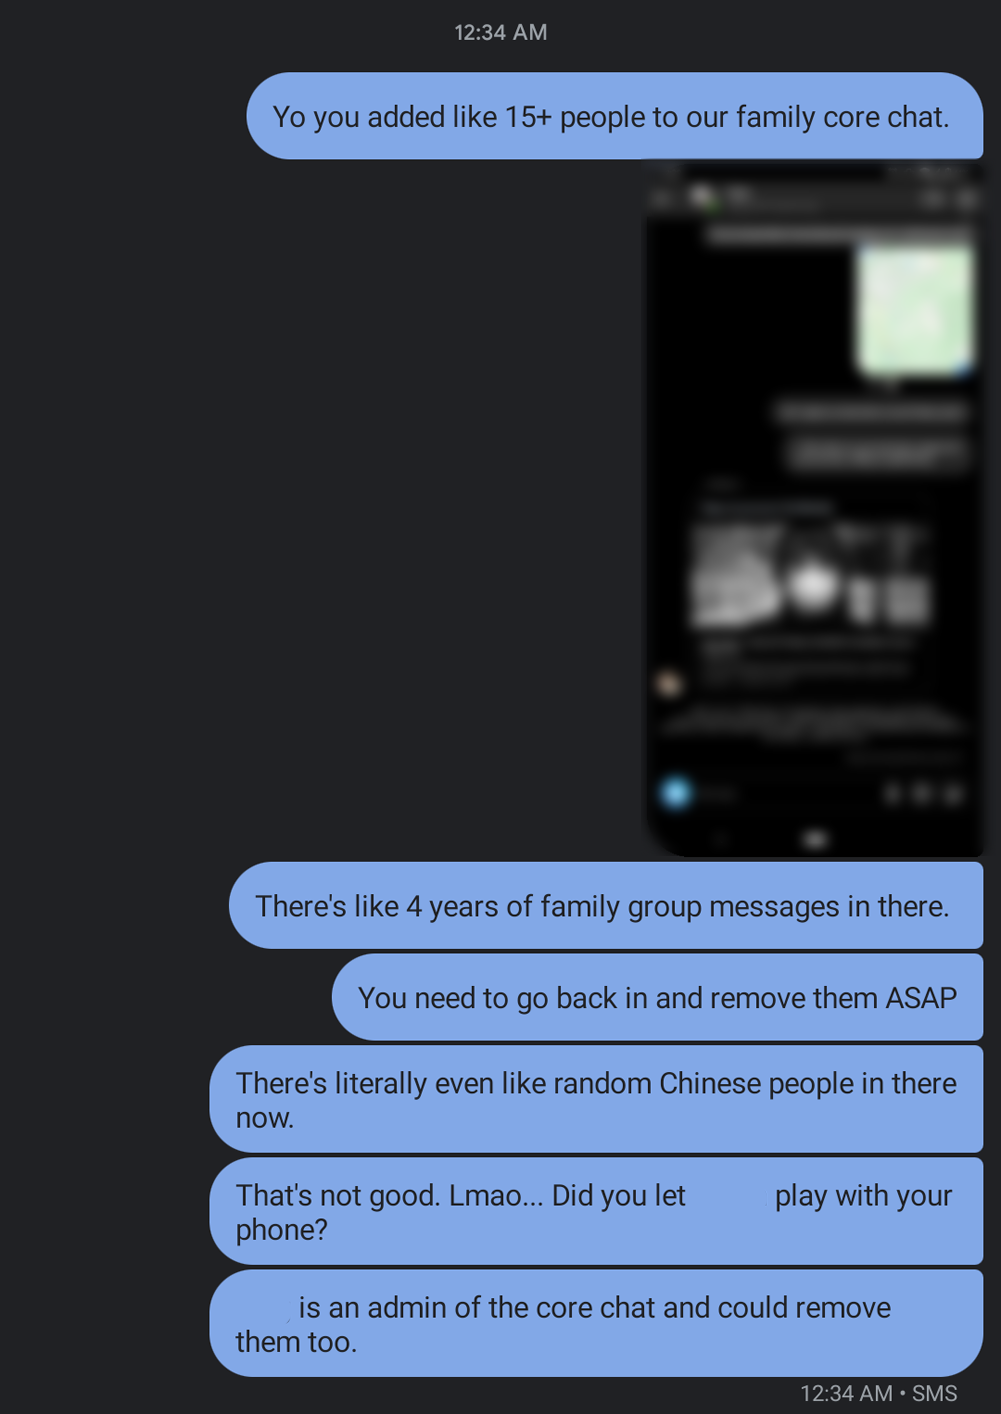 12:34 AM
Yo you added like 15+ people to our family core chat.
There's like 4 years of family group messages in there.
You need to go back in and remove them ASAP
There's literally even like random Chinese people in there
now.
That's not good. Lmao... Did you let play with your
phone?
is an admin of the core chat and could remove
them too.
12:34 AM • SMS